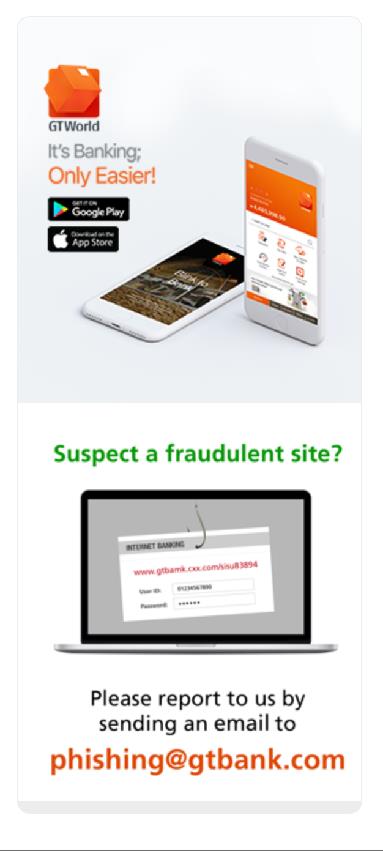 GTWorld
It's Banking;
Only Easier!
GET IT ON
Google Play
Download on the
App Store
Suspect a fraudulent site?
INTERNET BANKING
www.gtbamk.cxx.com/sisu83894
User ID:
01234567890
Password:
••••••
Please report to us by
sending an email to
phishing@gtbank.com